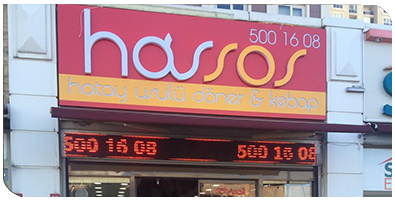 500 16 08
hassos
hatay usulü döner & kebap
500 16 08 500 16 08